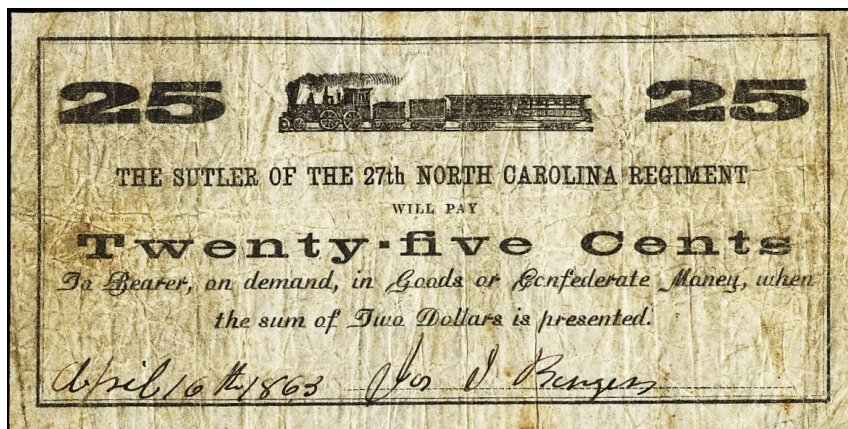 25 25
THE SUTLER OF THE 27th NORTH CAROLINA REGIMENT
WILL PAY
Twenty-five Cents
To Bearer, on demand, in Goods or Confederate Money, when
the sum of Two Dollars is presented.
April 16th 1863 Jos J